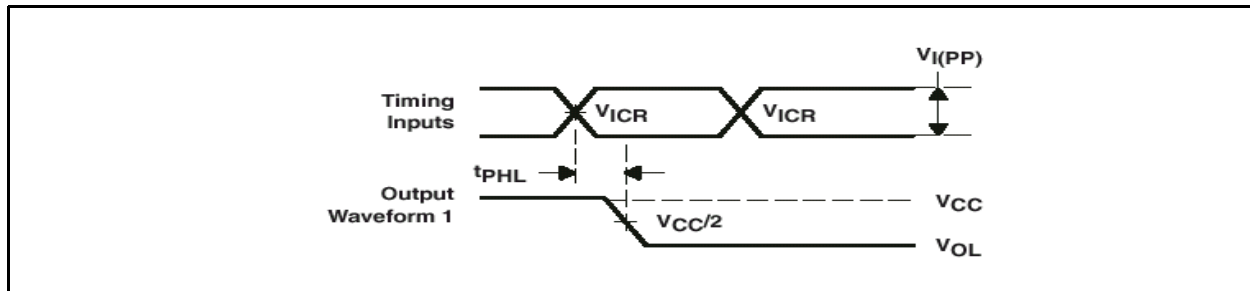 VI(PP)
Timing
Inputs
VICR
VICR
tPHL
Output
Waveform 1
VCC
VCC/2
VOL